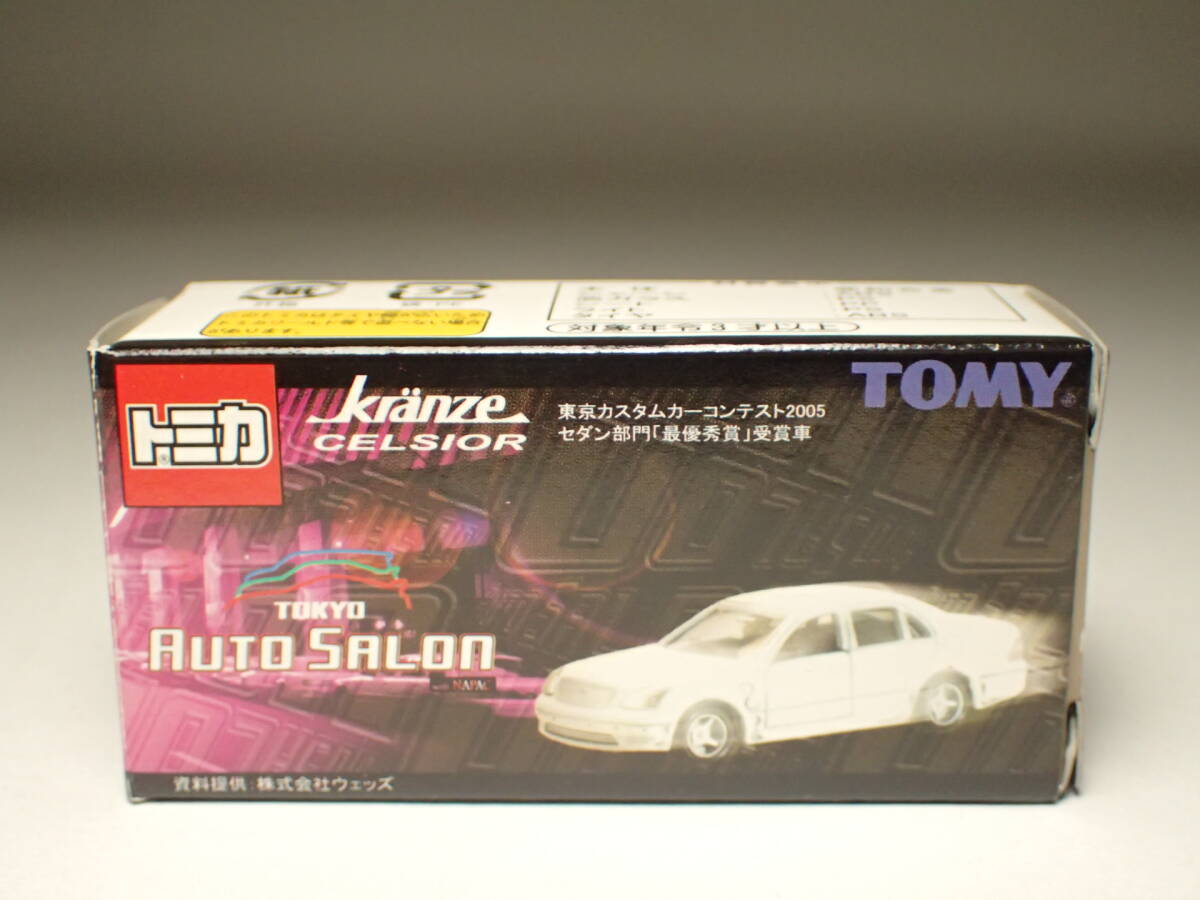 対象年令3才以上
トミカ
kränze
CELSIOR
東京カスタムカーコンテスト2005
セダン部門「最優秀賞」受賞車
TOMY
TOKYO
AUTO SALON
with NAPAC
資料提供:株式会社ウェッズ